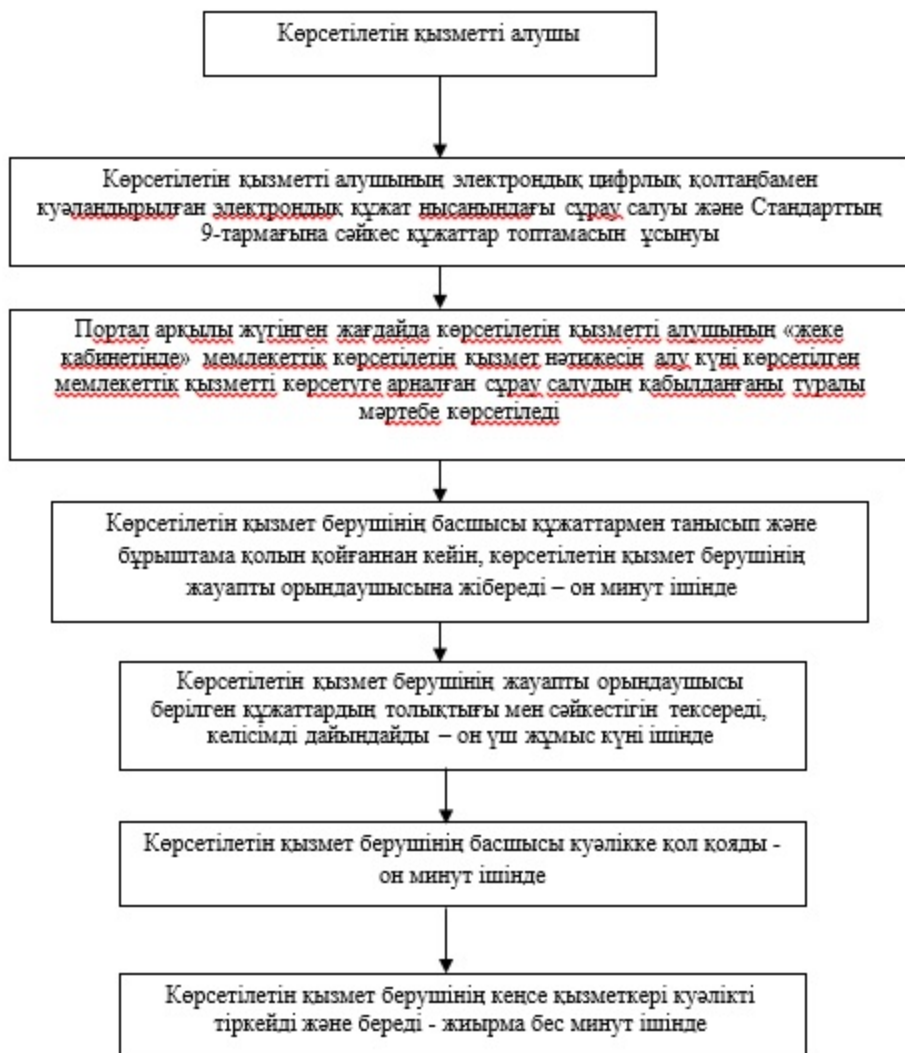 Көрсетілетін қызметті алушы
Көрсетілетін қызметті алушының электрондық цифрлық қолтаңбамен
куәландырылған электрондық құжат нысанындағы сұрау салуы және Стандарттың
9-тармағына сәйкес құжаттар топтамасын ұсынуы
Портал арқылы жүгінген жағдайда көрсетілетін қызметті алушының «жеке
кабинетінде» мемлекеттік көрсетілетін қызмет нәтижесін алу күні көрсетілген
мемлекеттік қызметті көрсетуге арналған сұрау салудың қабылданғаны туралы
мәртебе көрсетіледі
Көрсетілетін қызмет берушінің басшысы құжаттармен танысып және
бұрыштама қолын қойғаннан кейін, көрсетілетін қызмет берушінің
жауапты орындаушысына жібереді – он минут ішінде
Көрсетілетін қызмет берушінің жауапты орындаушысы
берілген құжаттардың толықтығы мен сәйкестігін тексереді,
келісімді дайындайды – он үш жұмыс күні ішінде
Көрсетілетін қызмет берушінің басшысы куәлікке қол қояды -
он минут ішінде
Көрсетілетін қызмет берушінің кеңсе қызметкері куәлікті
тіркейді және береді - жиырма бес минут ішінде